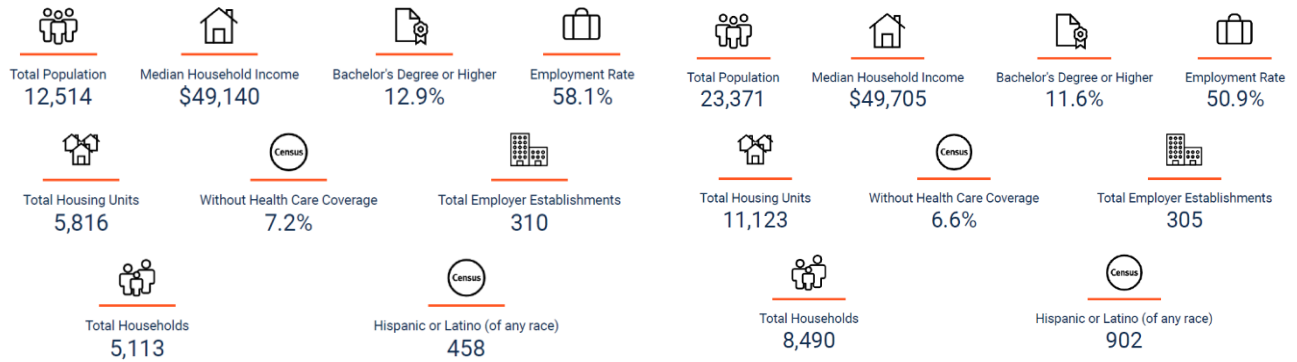 Total Population
12,514
Median Household Income
$49,140
Bachelor's Degree or Higher
12.9%
Employment Rate
58.1%
Census
Total Housing Units
5,816
Without Health Care Coverage
7.2%
Total Employer Establishments
310
Census
Total Households
5,113
Hispanic or Latino (of any race)
458
Total Population
23,371
Median Household Income
$49,705
Bachelor's Degree or Higher
11.6%
Employment Rate
50.9%
Census
Total Housing Units
11,123
Without Health Care Coverage
6.6%
Total Employer Establishments
305
Census
Total Households
8,490
Hispanic or Latino (of any race)
902